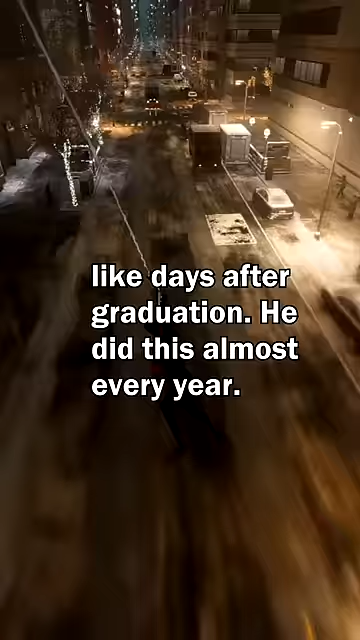 like days after
graduation. He
did this almost
every year.